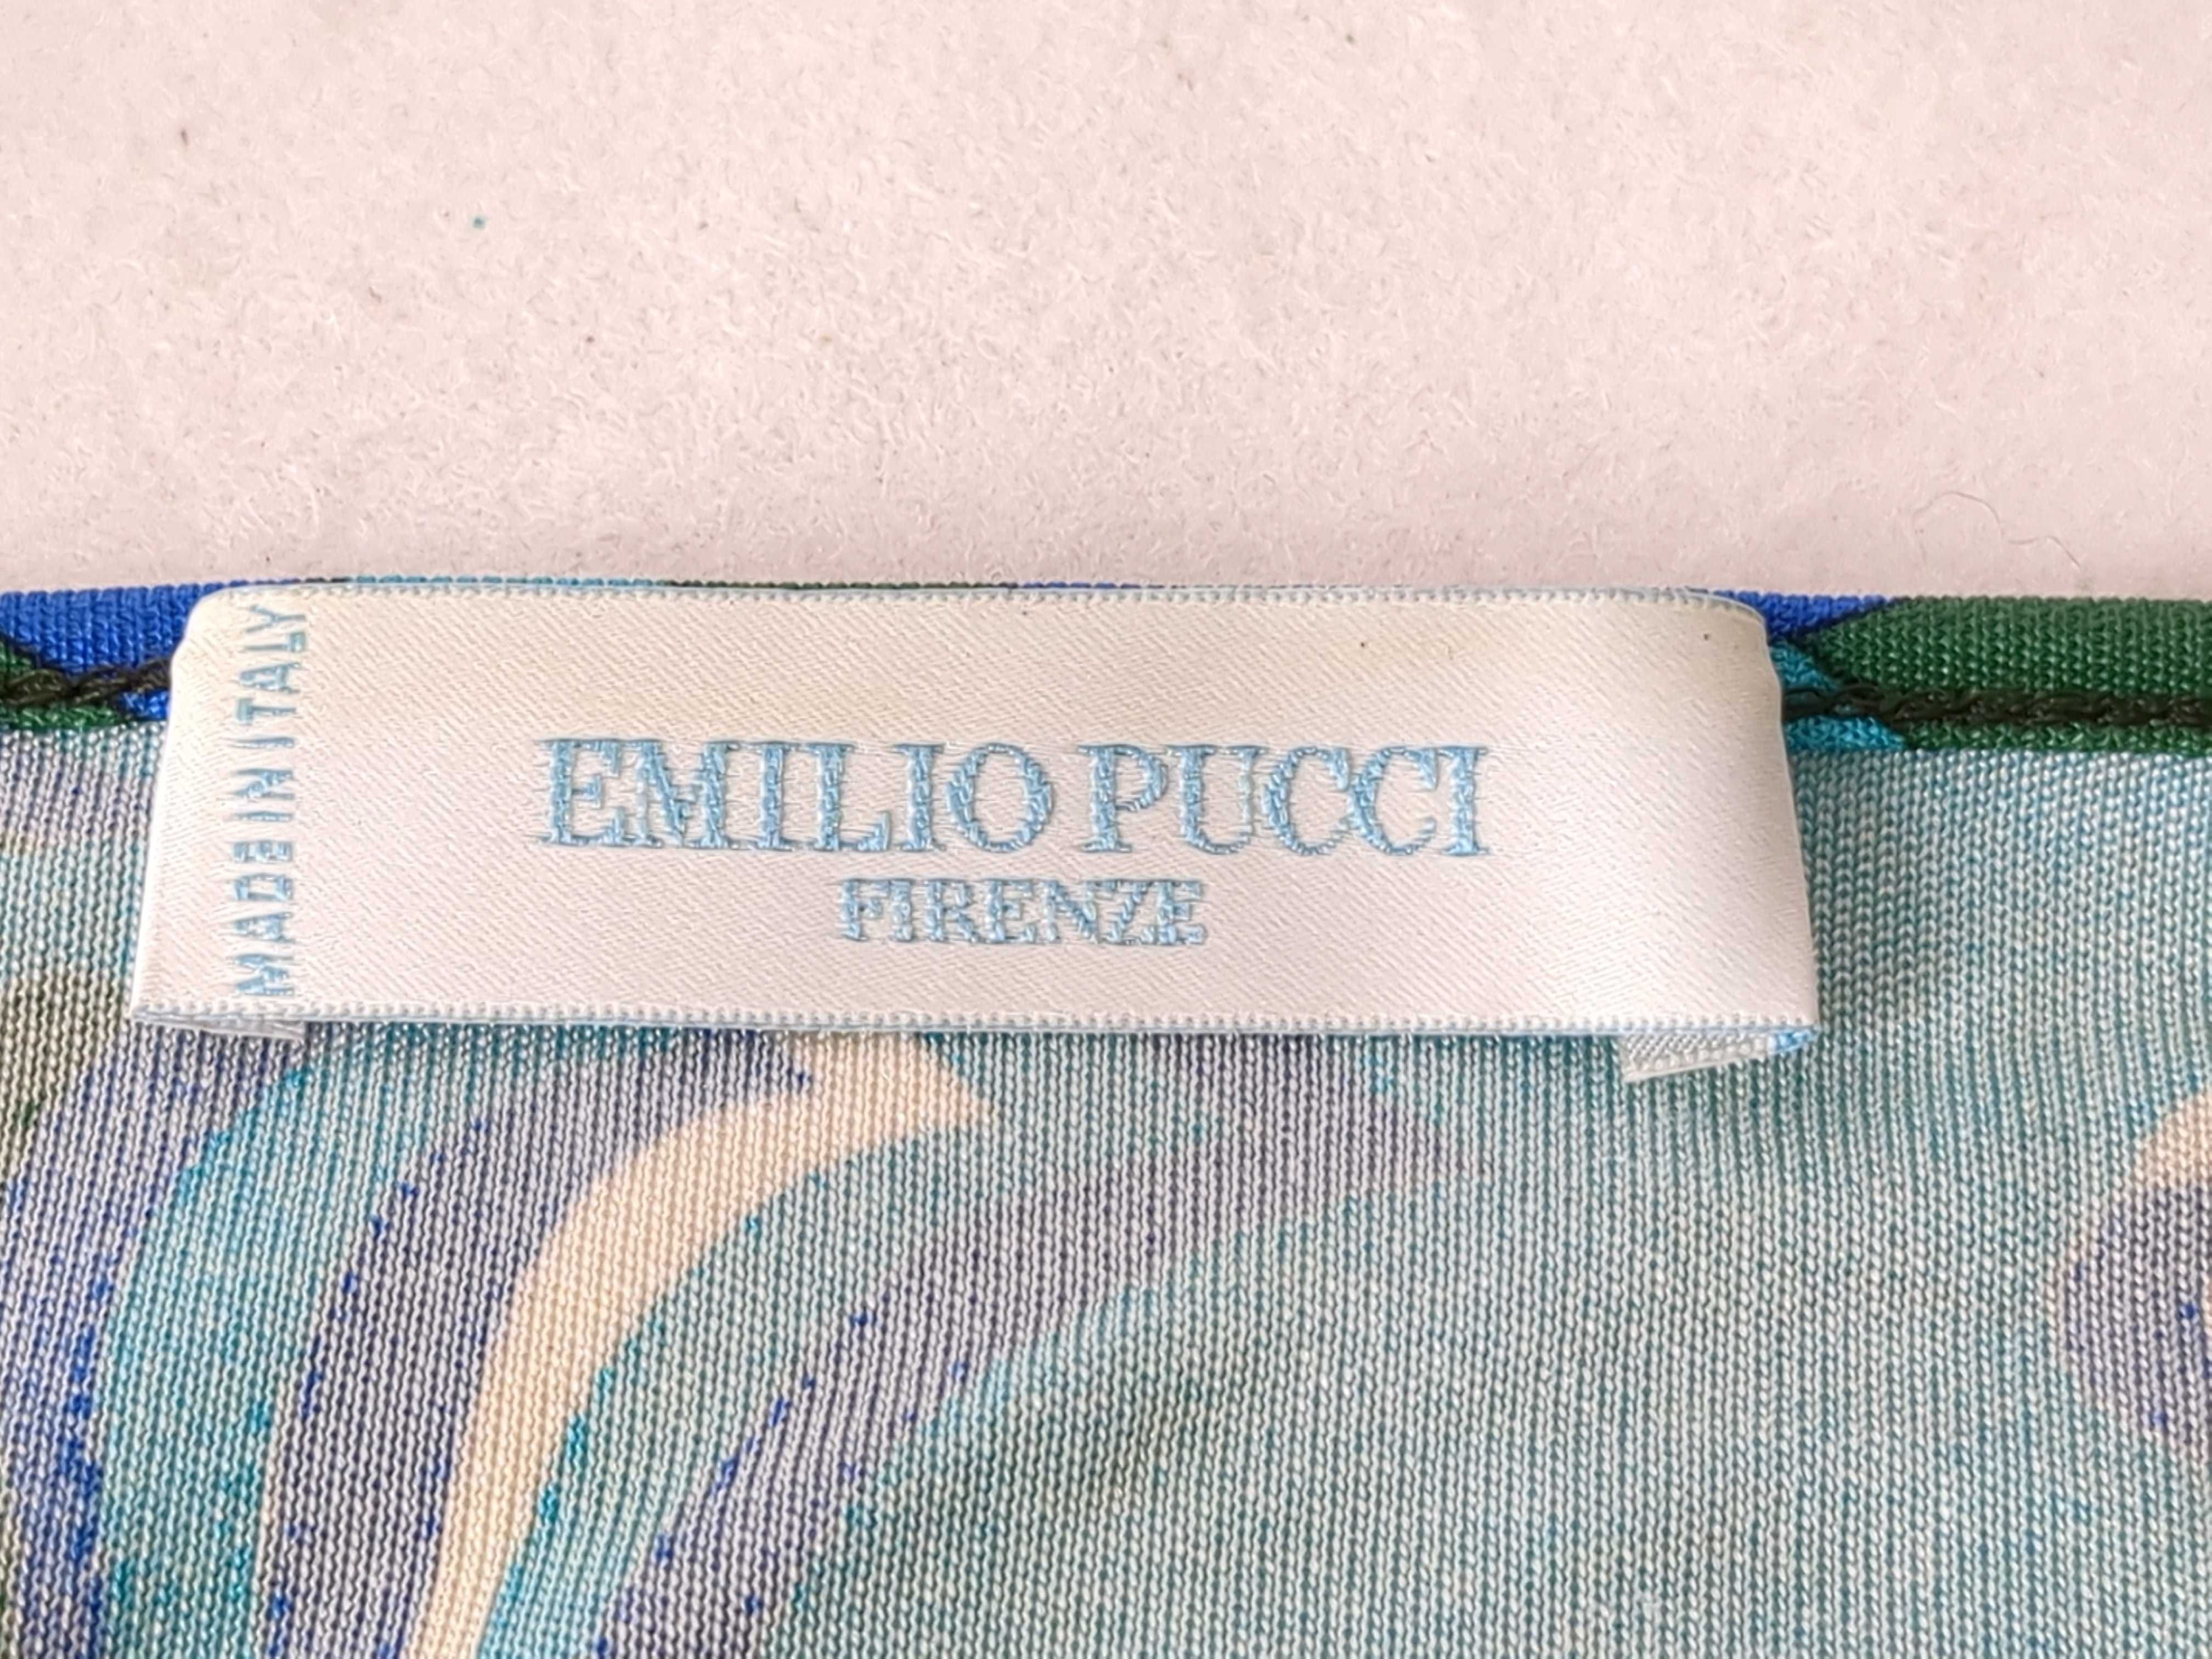 MADE IN ITALY
EMILIO PUCCI
FIRENZE